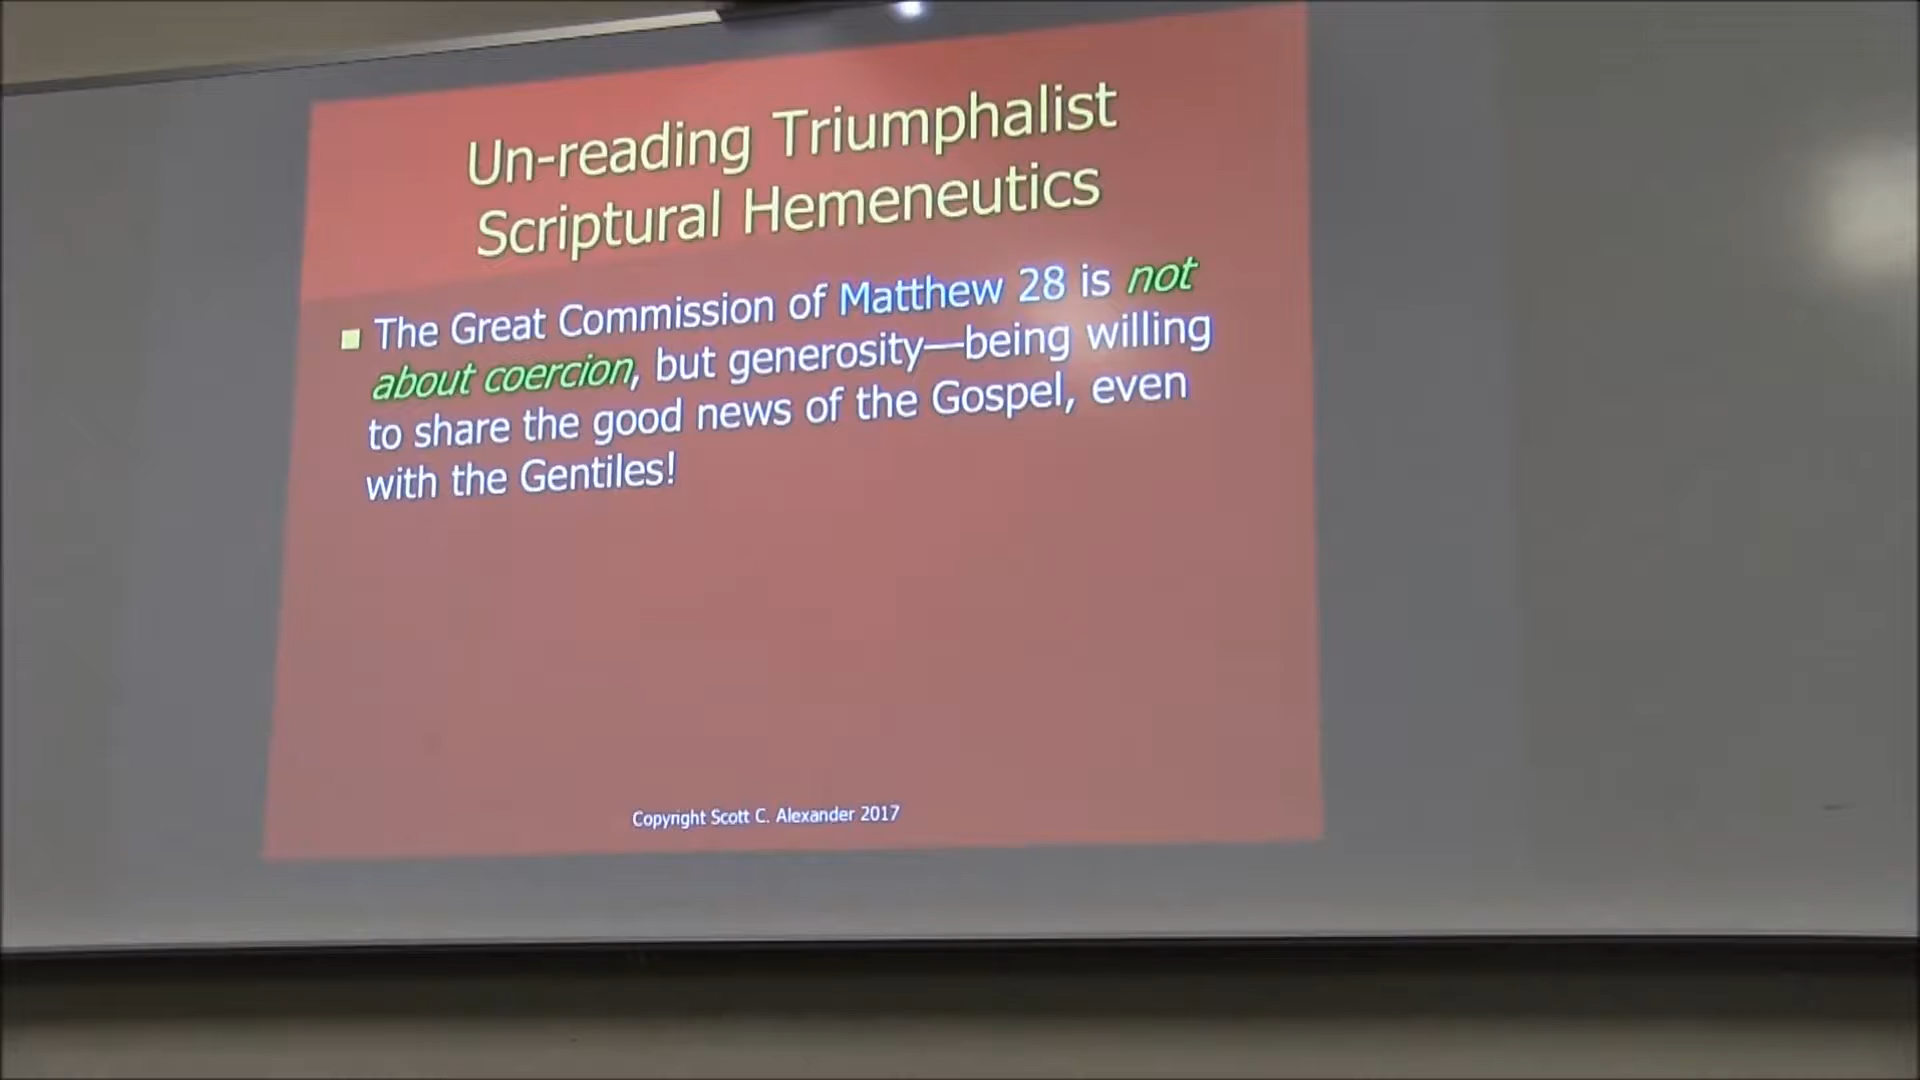 Un-reading Triumphalist
Scriptural Hemeneutics
The Great Commission of Matthew 28 is not
about coercion, but generosity—being willing
to share the good news of the Gospel, even
with the Gentiles!
Copyright Scott C. Alexander 2017